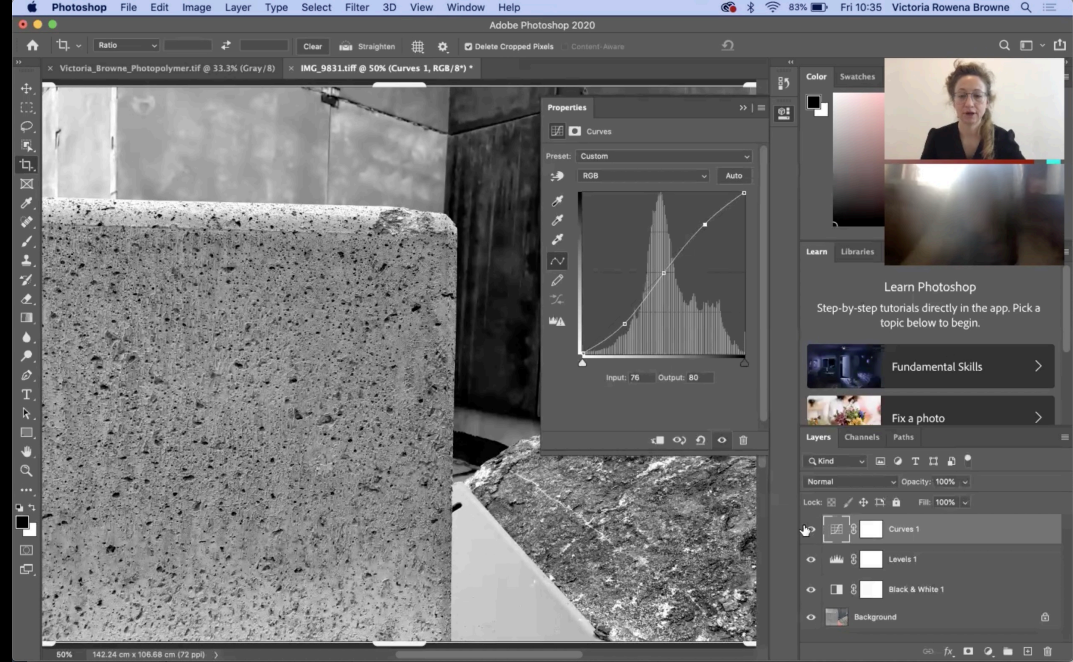 Photoshop File Edit Image Layer Type Select Filter 3D View Window Help 83% Fri 10:35 Victoria Rowena Browne
Adobe Photoshop 2020
Ratio Clear Straighten Delete Cropped Pixels Content-Aware
× Victoria_Browne_Photopolymer.tif @ 33.3% (Gray/8) × IMG_9831.tiff @ 50% (Curves 1, RGB/8*) *
Color Swatches
Properties
Curves
Preset: Custom
RGB Auto
Input: 76 Output: 80
Learn Libraries
Learn Photoshop
Step-by-step tutorials directly in the app. Pick a
topic below to begin.
Fundamental Skills
Fix a photo
Layers Channels Paths
Kind
Normal Opacity: 100%
Lock: Fill: 100%
Curves 1
Levels 1
Black & White 1
Background
fx
50% 142.24 cm x 106.68 cm (72 ppi)